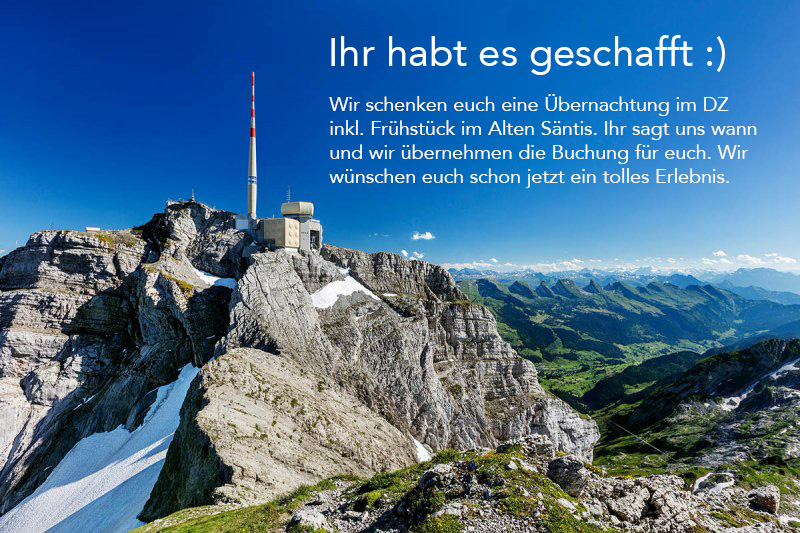 Ihr habt es geschafft :)
Wir schenken euch eine Übernachtung im DZ
inkl. Frühstück im Alten Säntis. Ihr sagt uns wann
und wir übernehmen die Buchung für euch. Wir
wünschen euch schon jetzt ein tolles Erlebnis.